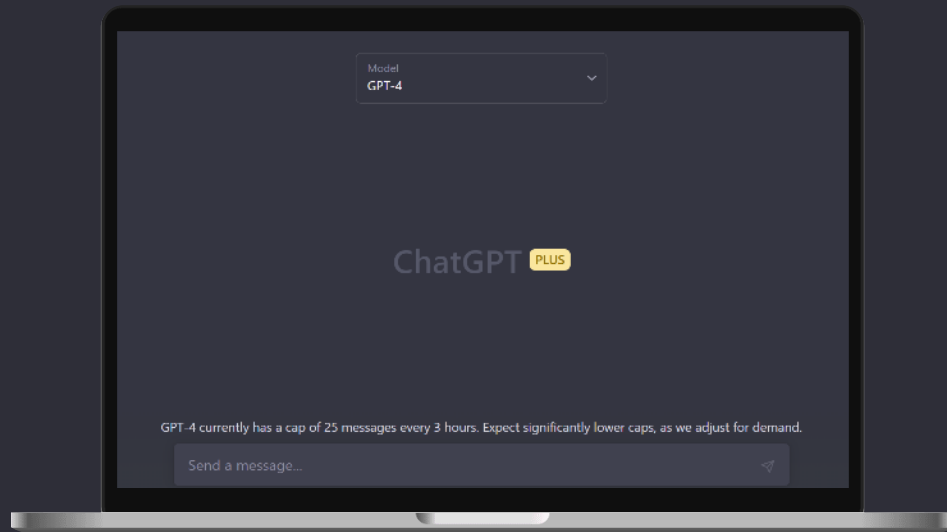 Model
GPT-4
ChatGPT PLUS
GPT-4 currently has a cap of 25 messages every 3 hours. Expect significantly lower caps, as we adjust for demand.
Send a message...